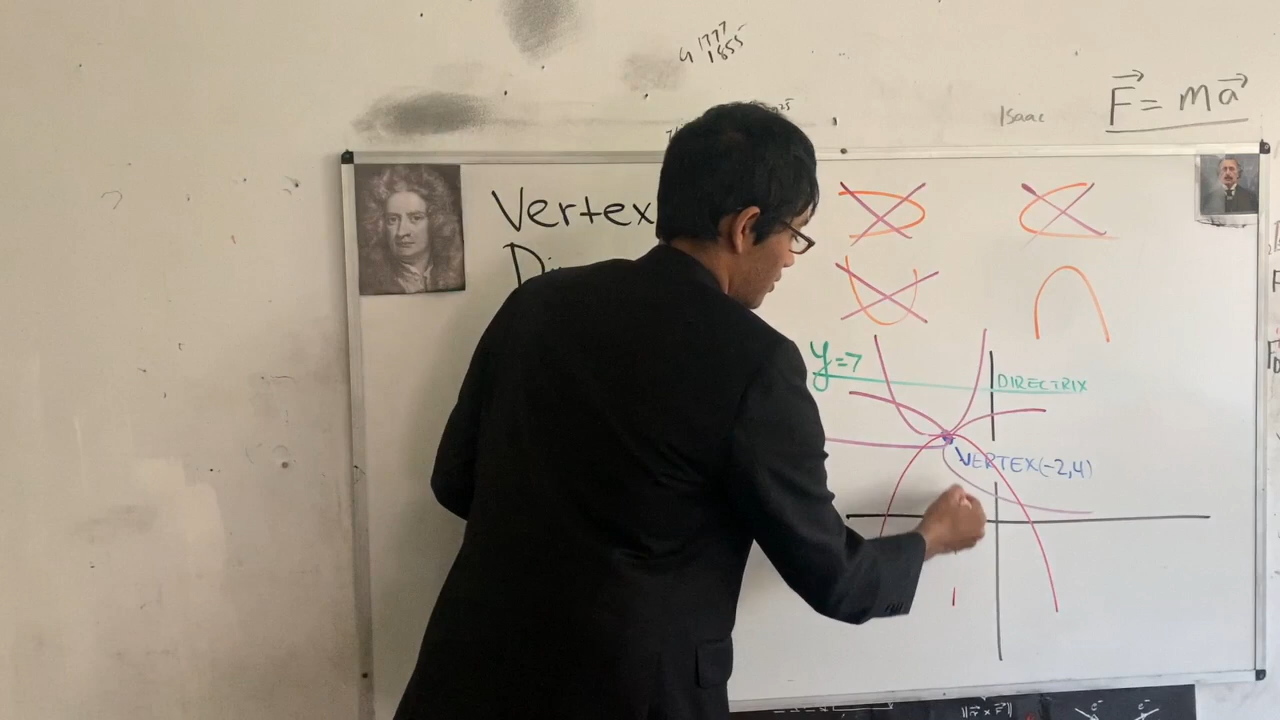 1777
1855
Isaac
F = ma
Vertex
y=7
DIRECTRIX
VERTEX(-2,4)